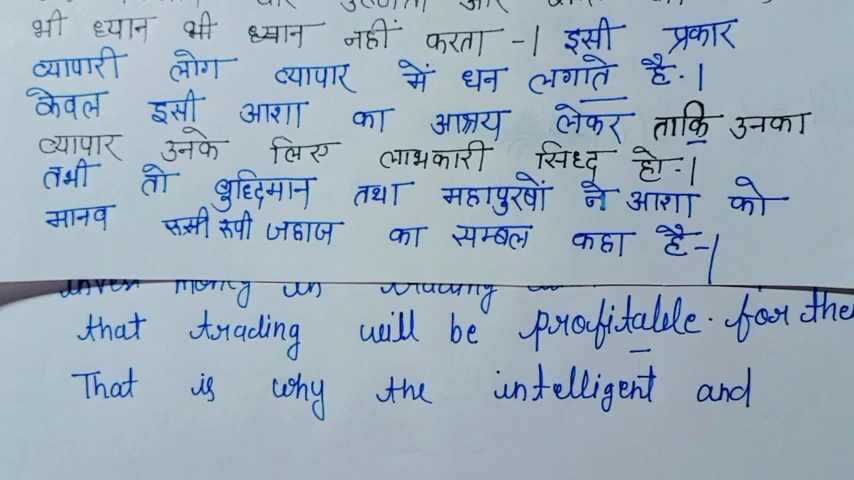 भी ध्यान भी ध्यान नहीं करता -। इसी प्रकार
व्यापारी लोग व्यापार में धन लगाते है-।
केवल इसी आशा का आश्रय लेकर ताकि उनका
व्यापार उनके लिए लाभकारी सिध्द हो-।
तभी तो बुध्दिमान तथा महापुरषों ने आशा को
मानव रूपी जहाज का सम्बल कहा है-।
money in
that trading will be profitable. for the
That is why the intelligent and